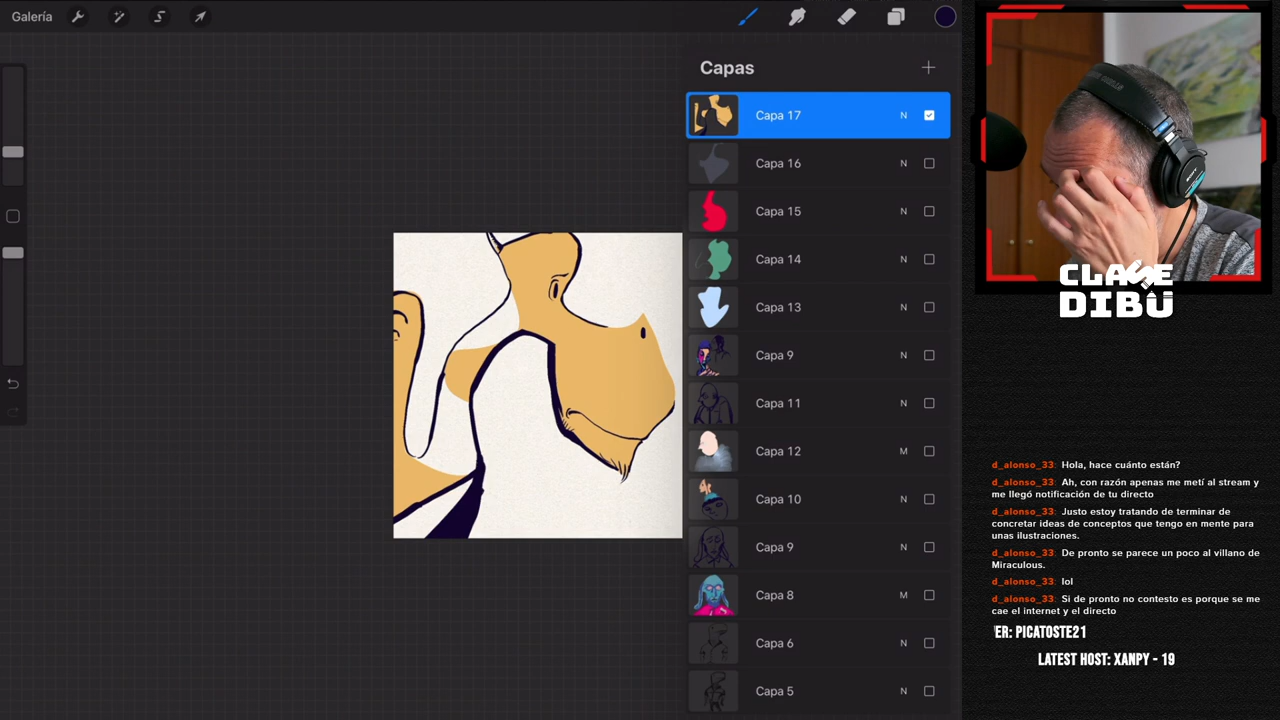 Galería
Capas
Capa 17 N
Capa 16 N
Capa 15 N
Capa 14 N
Capa 13 N
Capa 9 N
Capa 11 N
Capa 12 M
Capa 10 N
Capa 9 N
Capa 8 M
Capa 6 N
Capa 5 N
CLASE
DIBÜ
d_alonso_33: Hola, hace cuánto están?
d_alonso_33: Ah, con razón apenas me metí al stream y
me llegó notificación de tu directo
d_alonso_33: Justo estoy tratando de terminar de
concretar ideas de conceptos que tengo en mente para
unas ilustraciones.
d_alonso_33: De pronto se parece un poco al villano de
Miraculous.
d_alonso_33: lol
d_alonso_33: Si de pronto no contesto es porque se me
cae el internet y el directo
ER: PICATOSTE21
LATEST HOST: XANPY - 19